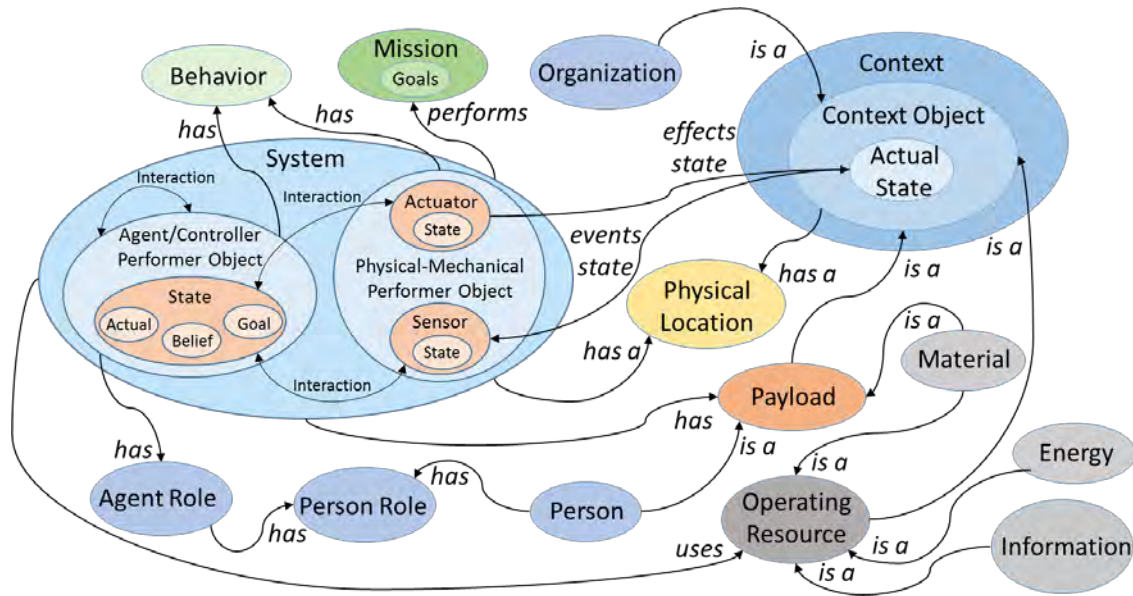 Mission
Goals
Behavior
Organization
is a
Context
Context Object
Actual
State
has
has
performs
effects
state
System
Interaction
Interaction
Actuator
State
Agent/Controller
Performer Object
Physical-Mechanical
Performer Object
events
state
State
Actual
Belief
Goal
Sensor
State
Interaction
has a
has a
Physical
Location
is a
is a
is a
Material
Payload
has
is a
has
Agent Role
has
Person Role
has
Person
is a
Operating
Resource
uses
Energy
is a
is a
Information